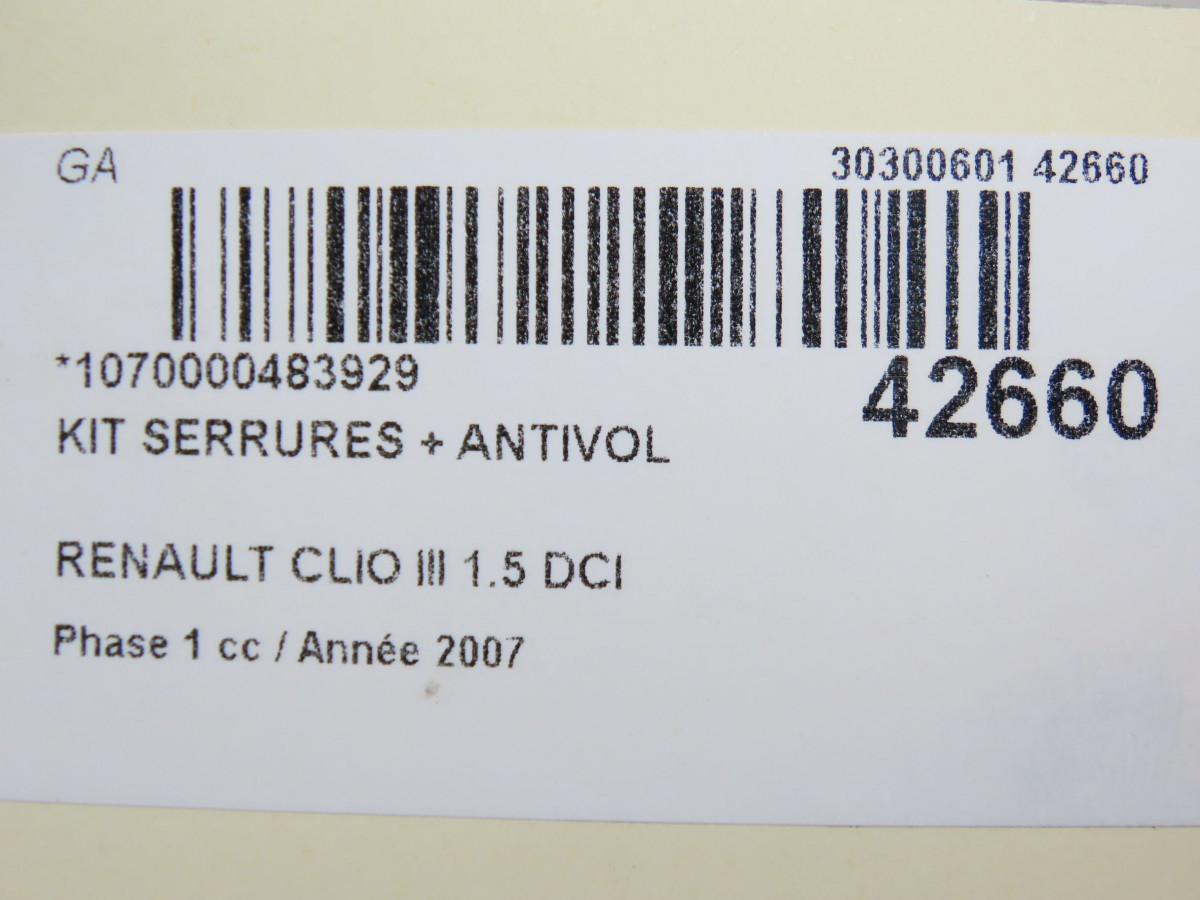 GA 30300601 42660
*1070000483929 42660
KIT SERRURES + ANTIVOL
RENAULT CLIO III 1.5 DCI
Phase 1 cc / Année 2007